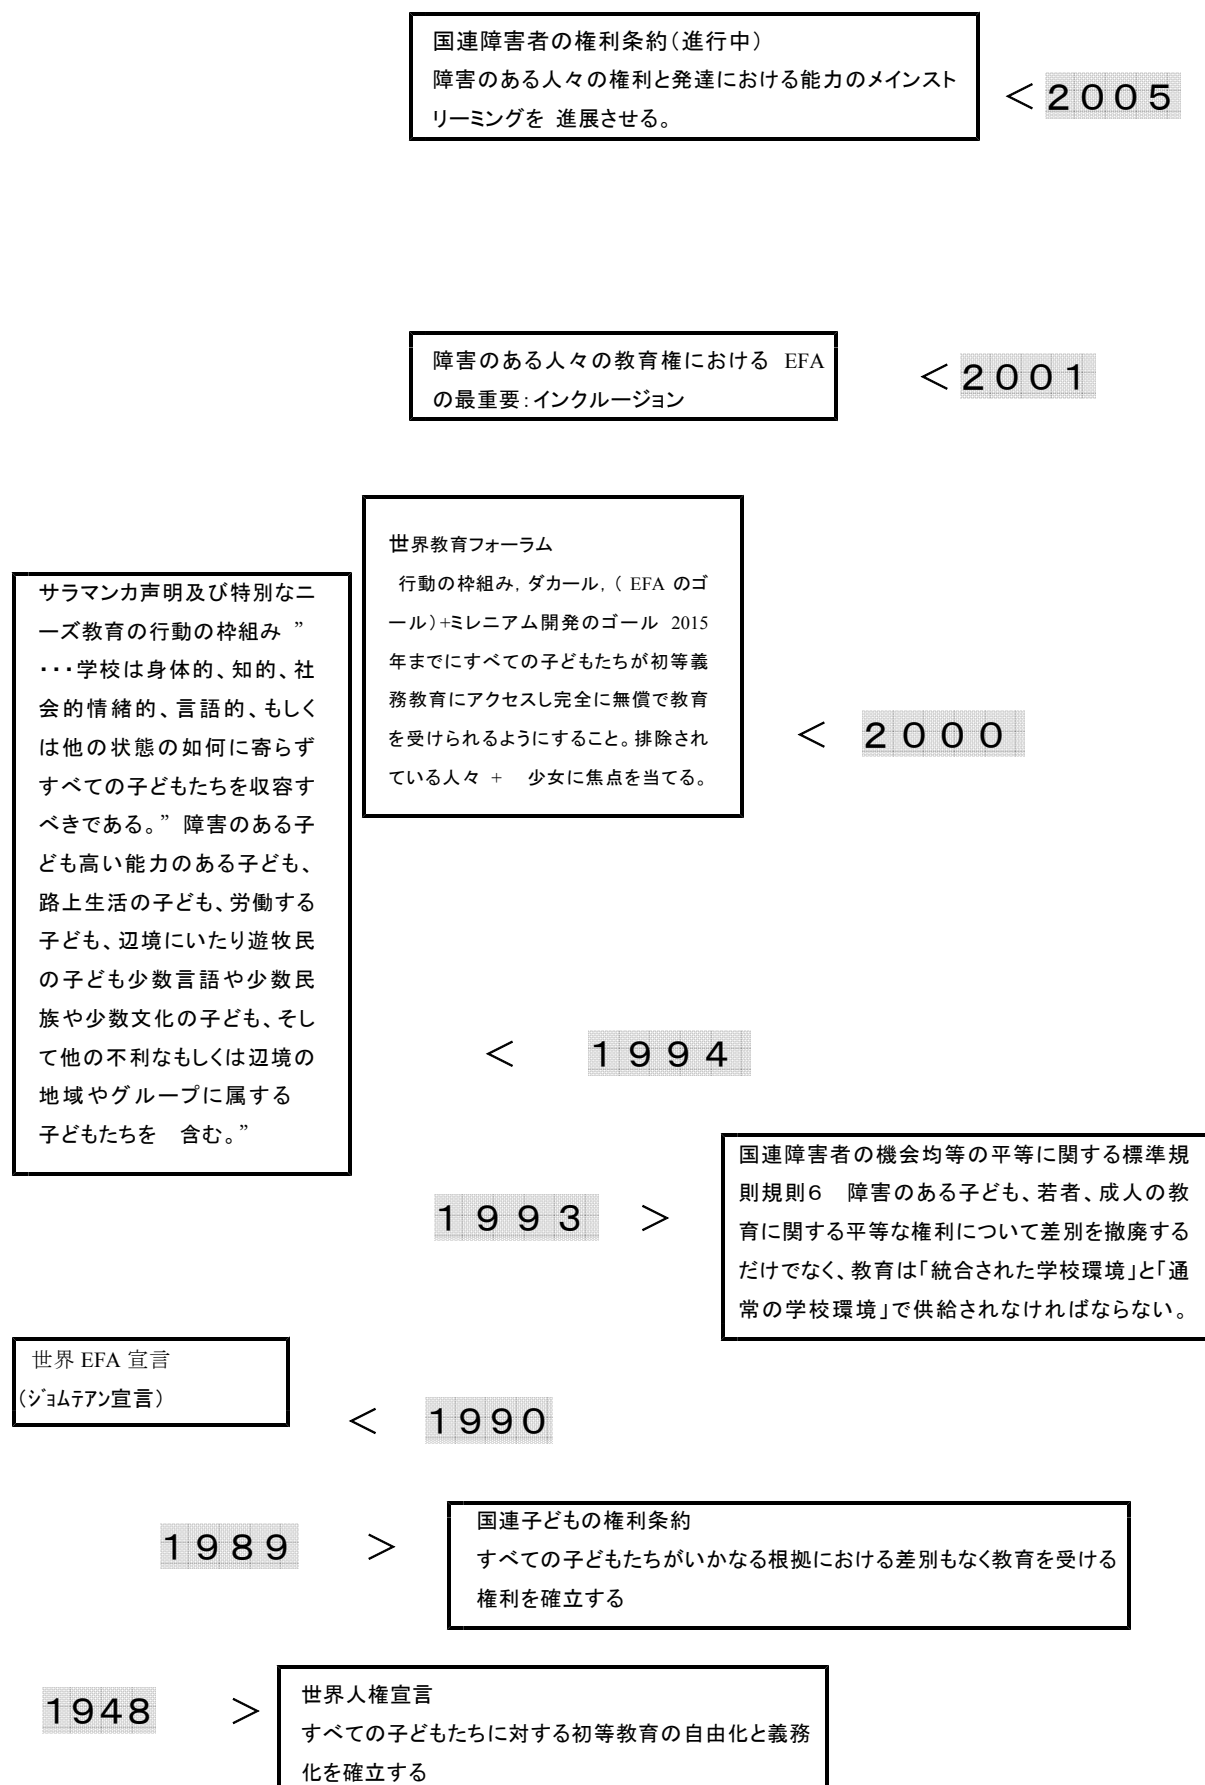 国連障害者の権利条約（進行中）
障害のある人々の権利と発達における能力のメインスト
リーミングを 進展させる。
＜ ２００５
障害のある人々の教育権における EFA
の最重要：インクルージョン
＜ ２００１
世界教育フォーラム
行動の枠組み, ダカール, （ EFA のゴ
ール）+ミレニアム開発のゴール 2015
年までにすべての子どもたちが初等義
務教育にアクセスし完全に無償で教育
を受けられるようにすること。排除され
ている人々 + 少女に焦点を当てる。
＜ ２０００
サラマンカ声明及び特別なニ
ーズ教育の行動の枠組み ”
・・・学校は身体的、知的、社
会的情緒的、言語的、もしく
は他の状態の如何に寄らず
すべての子どもたちを収容す
べきである。” 障害のある子
ども高い能力のある子ども、
路上生活の子ども、労働する
子ども、辺境にいたり遊牧民
の子ども少数言語や少数民
族や少数文化の子ども、そし
て他の不利なもしくは辺境の
地域やグループに属する
子どもたちを 含む。”
＜ １９９４
１９９３ ＞
国連障害者の機会均等の平等に関する標準規
則規則６ 障害のある子ども、若者、成人の教
育に関する平等な権利について差別を撤廃する
だけでなく、教育は「統合された学校環境」と「通
常の学校環境」で供給されなければならない。
世界 EFA 宣言
（ｼﾞｮﾑﾃｱﾝ宣言）
＜ １９９０
１９８９ ＞
国連子どもの権利条約
すべての子どもたちがいかなる根拠における差別もなく教育を受ける
権利を確立する
１９４８ ＞
世界人権宣言
すべての子どもたちに対する初等教育の自由化と義務
化を確立する